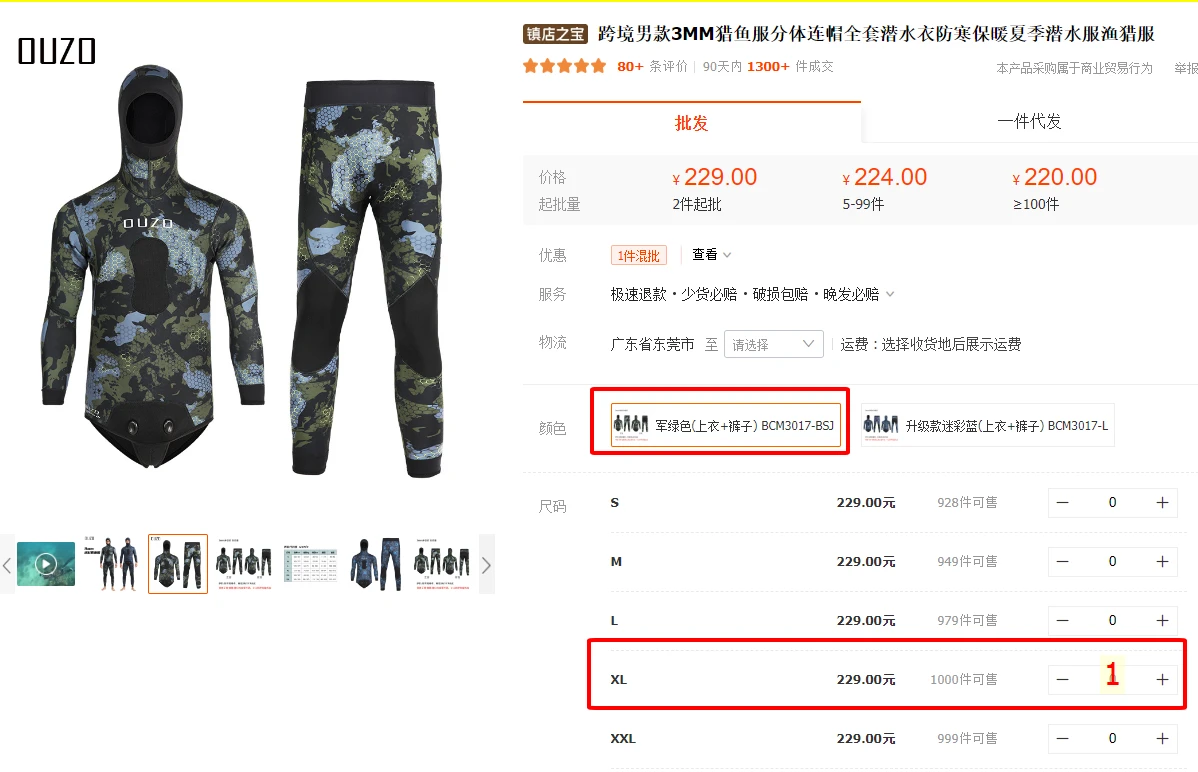 OUZO
OUZO
镇店之宝 跨境男款3MM猎鱼服分体连帽全套潜水衣防寒保暖夏季潜水服渔猎服
80+ 条评价 90天内 1300+ 件成交 本产品采购属于商业贸易行为 举报
批发 一件代发
价格 ¥229.00 ¥224.00 ¥220.00
起批量 2件起批 5-99件 ≥100件
优惠 1件混批 查看
服务 极速退款·少货必赔·破损包赔·晚发必赔
物流 广东省东莞市 至 请选择 运费：选择收货地后展示运费
颜色 军绿色(上衣+裤子) BCM3017-BSJ 升级款迷彩蓝(上衣+裤子) BCM3017-L
尺码 S 229.00元 928件可售 0
M 229.00元 949件可售 0
L 229.00元 979件可售 0
XL 229.00元 1000件可售 1
XXL 229.00元 999件可售 0